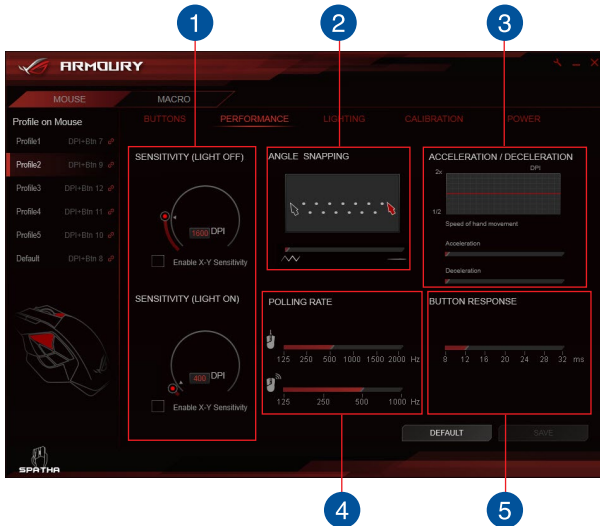 1 2 3
ARMOURY
MOUSE MACRO
Profile on Mouse
BUTTONS PERFORMANCE LIGHTING CALIBRATION POWER
Profile1 DPI+Btn 7
Profile2 DPI+Btn 9
Profile3 DPI+Btn 12
Profile4 DPI+Btn 11
Profile5 DPI+Btn 10
Default DPI+Btn 8
SENSITIVITY (LIGHT OFF)
1600 DPI
Enable X-Y Sensitivity
SENSITIVITY (LIGHT ON)
400 DPI
Enable X-Y Sensitivity
ANGLE SNAPPING
ACCELERATION / DECELERATION
DPI
2x
1/2
Speed of hand movement
Acceleration
Deceleration
POLLING RATE
125 250 500 1000 1500 2000 Hz
125 250 500 1000 Hz
BUTTON RESPONSE
8 12 16 20 24 28 32 ms
DEFAULT SAVE
SPATHA
4 5